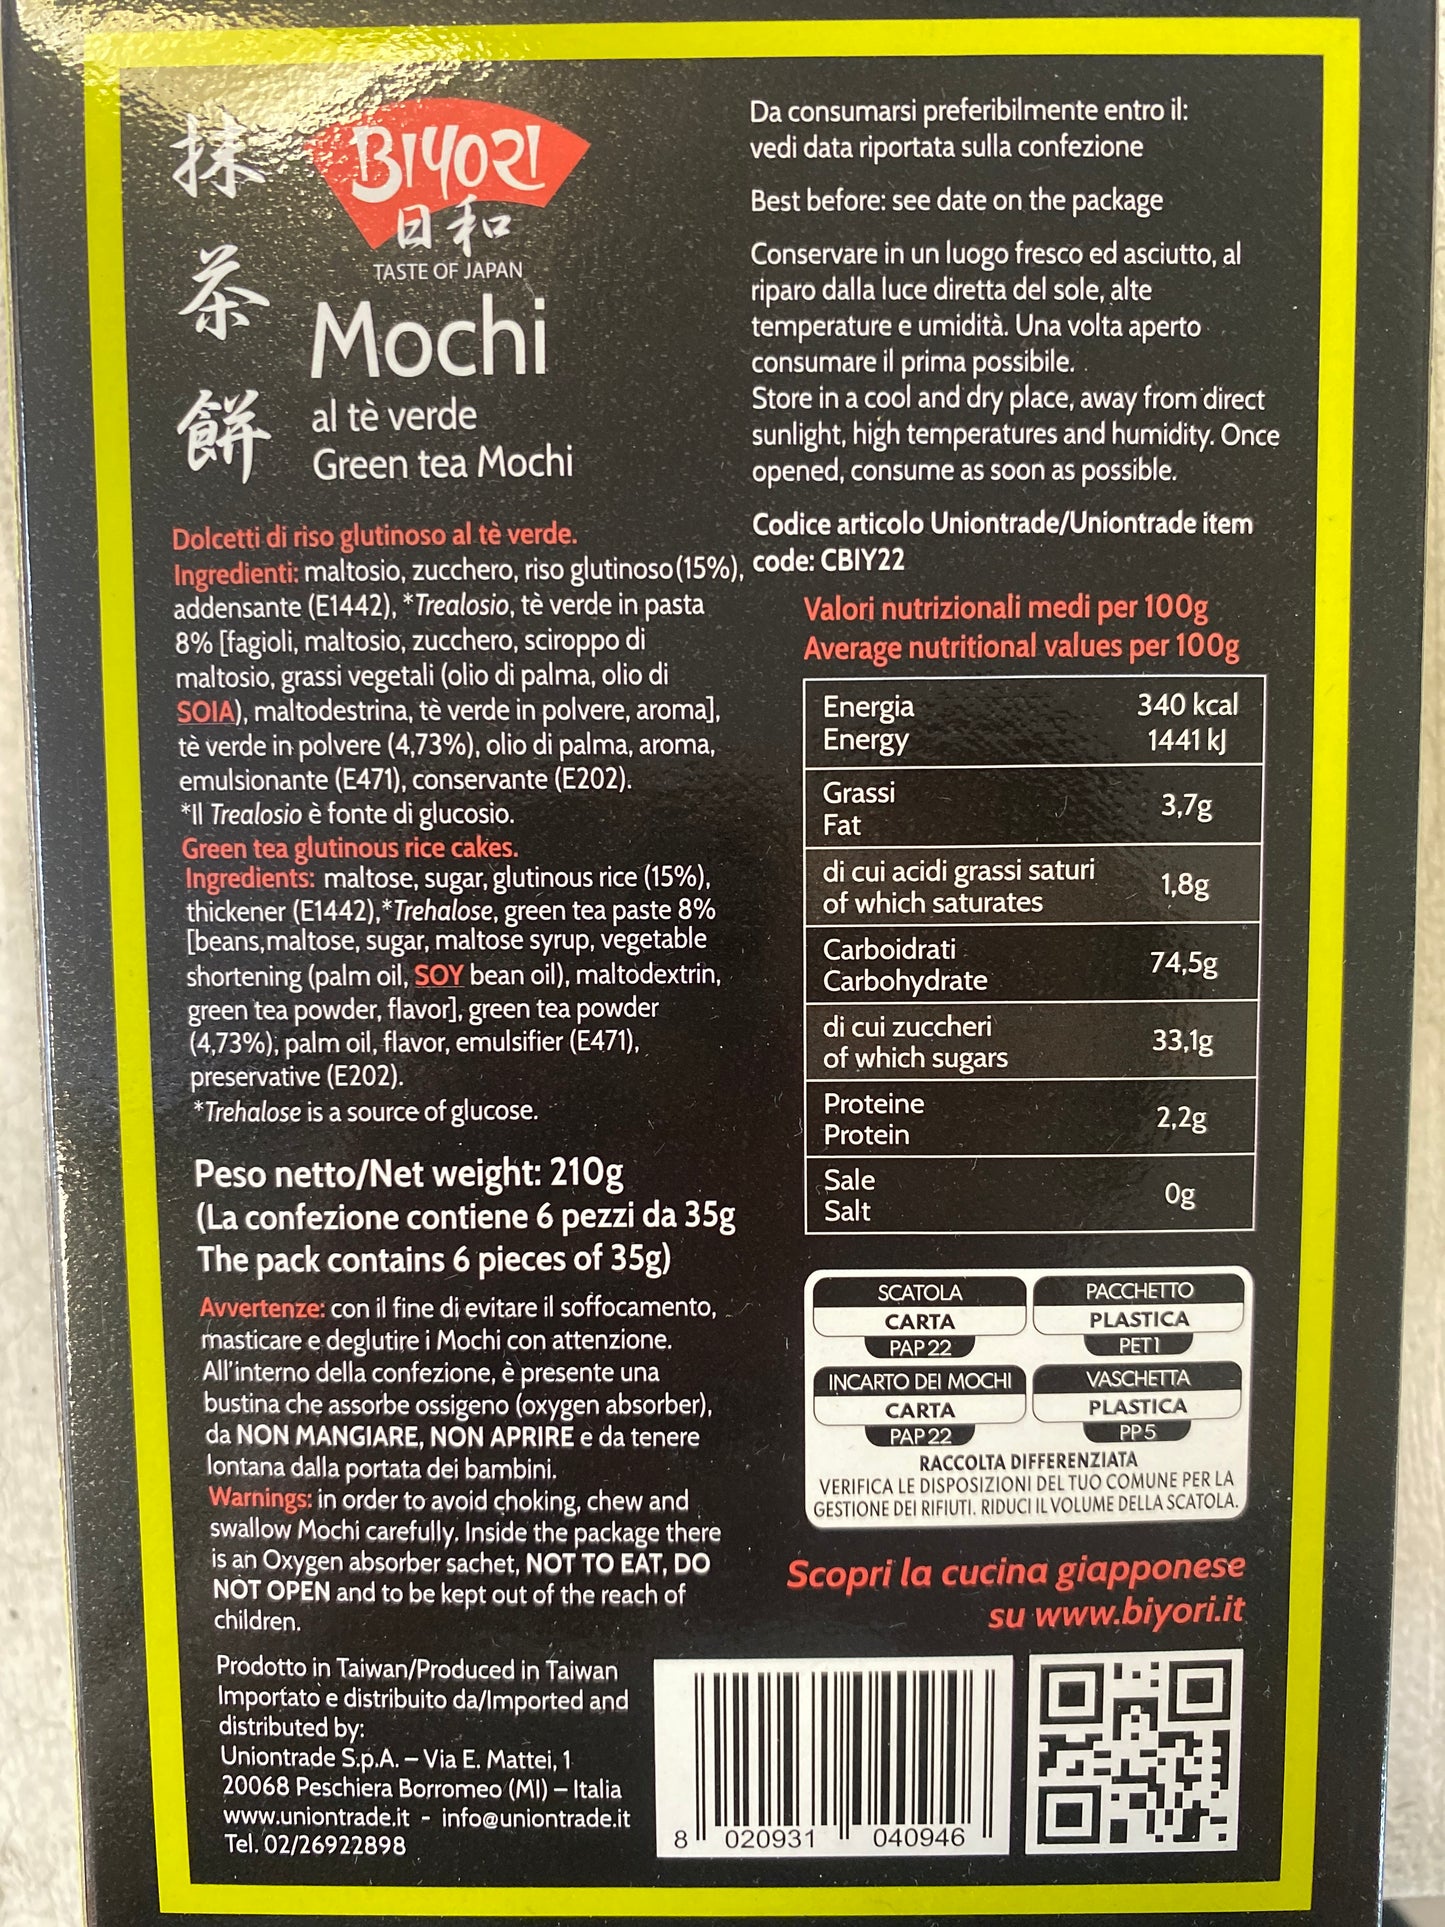 抹
茶
餅
BIYORI
日和
TASTE OF JAPAN
Mochi
al tè verde
Green tea Mochi
Dolcetti di riso glutinoso al tè verde.
Ingredienti: maltosio, zucchero, riso glutinoso(15%),
addensante (E1442), *Trealosio, tè verde in pasta
8% [fagioli, maltosio, zucchero, sciroppo di
maltosio, grassi vegetali (olio di palma, olio di
SOIA), maltodestrina, tè verde in polvere, aroma],
tè verde in polvere (4,73%), olio di palma, aroma,
emulsionante (E471), conservante (E202).
*Il Trealosio è fonte di glucosio.
Green tea glutinous rice cakes.
Ingredients: maltose, sugar, glutinous rice (15%),
thickener (E1442),*Trehalose, green tea paste 8%
[beans,maltose, sugar, maltose syrup, vegetable
shortening (palm oil, SOY bean oil), maltodextrin,
green tea powder, flavor], green tea powder
(4,73%), palm oil, flavor, emulsifier (E471),
preservative (E202).
*Trehalose is a source of glucose.
Peso netto/Net weight: 210g
(La confezione contiene 6 pezzi da 35g
The pack contains 6 pieces of 35g)
Avvertenze: con il fine di evitare il soffocamento,
masticare e deglutire i Mochi con attenzione.
All'interno della confezione, è presente una
bustina che assorbe ossigeno (oxygen absorber),
da NON MANGIARE, NON APRIRE e da tenere
lontana dalla portata dei bambini.
Warnings: in order to avoid choking, chew and
swallow Mochi carefully. Inside the package there
is an Oxygen absorber sachet, NOT TO EAT, DO
NOT OPEN and to be kept out of the reach of
children.
Prodotto in Taiwan/Produced in Taiwan
Importato e distribuito da/Imported and
distributed by:
Uniontrade S.p.A. – Via E. Mattei, 1
20068 Peschiera Borromeo (MI) – Italia
www.uniontrade.it - info@uniontrade.it
Tel. 02/26922898
Da consumarsi preferibilmente entro il:
vedi data riportata sulla confezione
Best before: see date on the package
Conservare in un luogo fresco ed asciutto, al
riparo dalla luce diretta del sole, alte
temperature e umidità. Una volta aperto
consumare il prima possibile.
Store in a cool and dry place, away from direct
sunlight, high temperatures and humidity. Once
opened, consume as soon as possible.
Codice articolo Uniontrade/Uniontrade item
code: CBIY22
Valori nutrizionali medi per 100g
Average nutritional values per 100g
Energia 340 kcal
Energy 1441 kJ
Grassi
Fat 3,7g
di cui acidi grassi saturi
of which saturates 1,8g
Carboidrati
Carbohydrate 74,5g
di cui zuccheri
of which sugars 33,1g
Proteine
Protein 2,2g
Sale
Salt 0g
SCATOLA PACCHETTO
CARTA PLASTICA
PAP 22 PET 1
INCARTO DEI MOCHI VASCHETTA
CARTA PLASTICA
PAP 22 PP 5
RACCOLTA DIFFERENZIATA
VERIFICA LE DISPOSIZIONI DEL TUO COMUNE PER LA
GESTIONE DEI RIFIUTI. RIDUCI IL VOLUME DELLA SCATOLA.
Scopri la cucina giapponese
su www.biyori.it
8 020931 040946